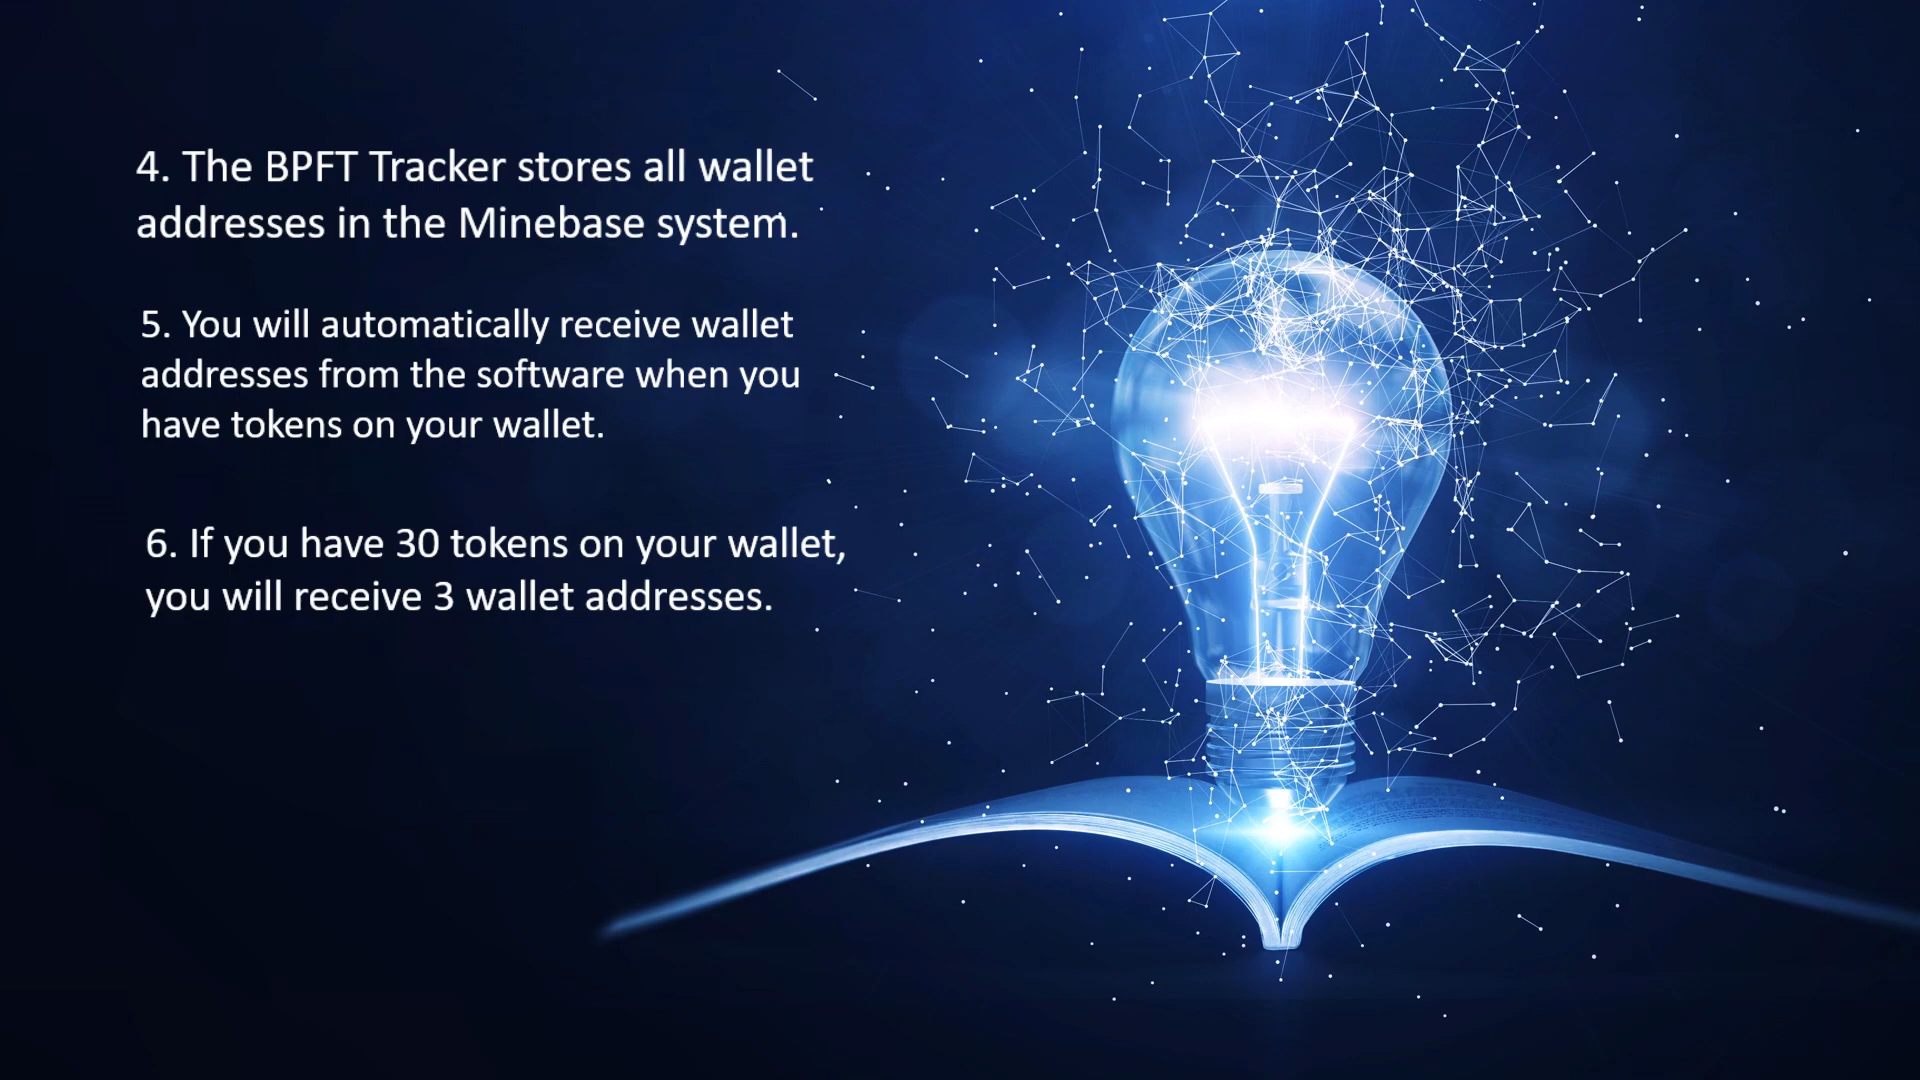 4. The BPFT Tracker stores all wallet
addresses in the Minebase system.
5. You will automatically receive wallet
addresses from the software when you
have tokens on your wallet.
6. If you have 30 tokens on your wallet,
you will receive 3 wallet addresses.